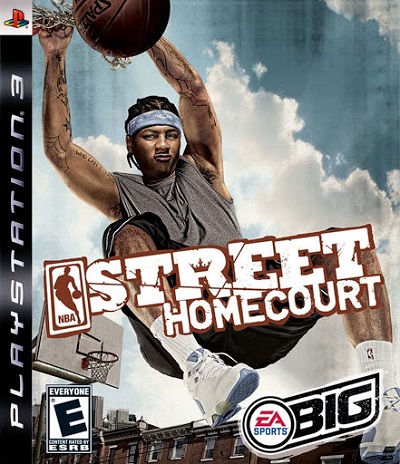 PLAYSTATION 3
SPALDING
NBA
STREET
HOMECOURT
EVERYONE
E
CONTENT RATED BY
ESRB
EA
SPORTS
BIG